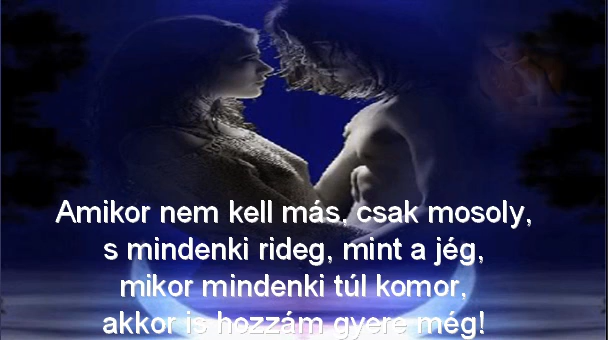 Amikor nem kell más, csak mosoly,
s mindenki rideg, mint a jég,
mikor mindenki túl komor,
akkor is hozzám gyere még!